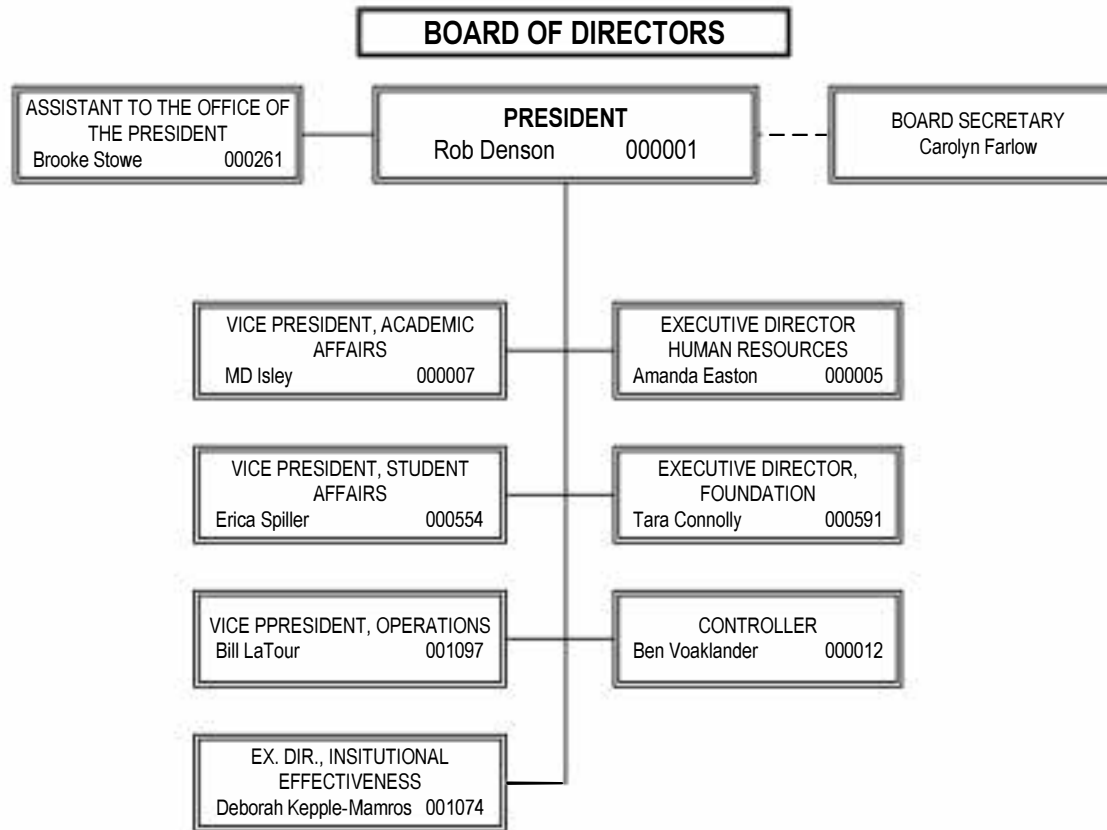 BOARD OF DIRECTORS
ASSISTANT TO THE OFFICE OF
THE PRESIDENT
Brooke Stowe 000261
PRESIDENT
Rob Denson 000001
BOARD SECRETARY
Carolyn Farlow
VICE PRESIDENT, ACADEMIC
AFFAIRS
MD Isley 000007
EXECUTIVE DIRECTOR
HUMAN RESOURCES
Amanda Easton 000005
VICE PRESIDENT, STUDENT
AFFAIRS
Erica Spiller 000554
EXECUTIVE DIRECTOR,
FOUNDATION
Tara Connolly 000591
VICE PPRESIDENT, OPERATIONS
Bill LaTour 001097
CONTROLLER
Ben Voaklander 000012
EX. DIR., INSITUTIONAL
EFFECTIVENESS
Deborah Kepple-Mamros 001074